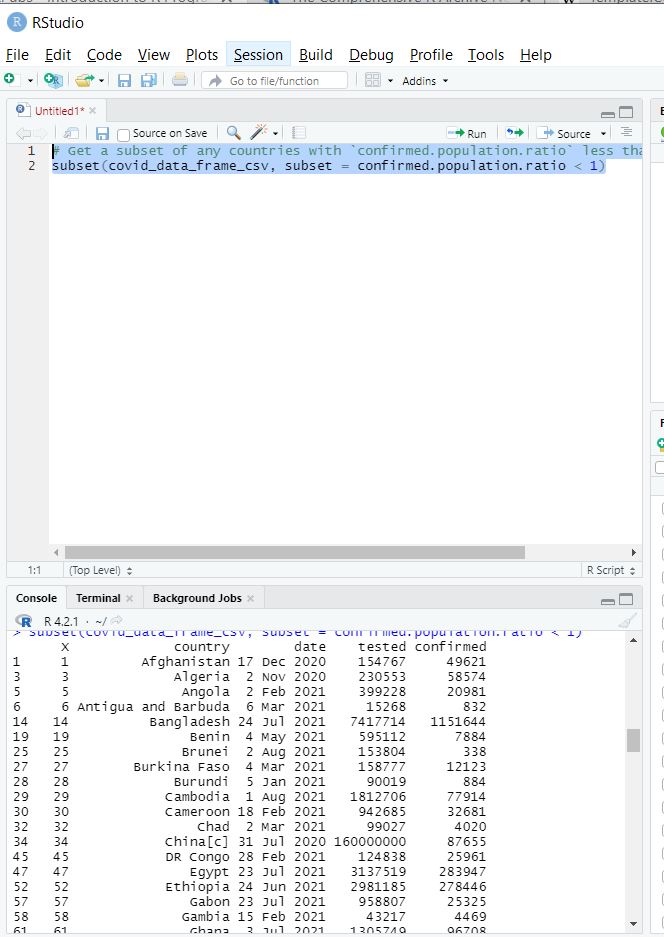 RStudio
File Edit Code View Plots Session Build Debug Profile Tools Help
Go to file/function Addins
Untitled1*
Source on Save Run Source
1 # Get a subset of any countries with `confirmed.population.ratio` less tha
2 subset(covid_data_frame_csv, subset = confirmed.population.ratio < 1)
1:1 (Top Level) R Script
Console Terminal Background Jobs
R 4.2.1 · ~/
> subset(covid_data_frame_csv, subset = confirmed.population.ratio < 1)
X country date tested confirmed
1 1 Afghanistan 17 Dec 2020 154767 49621
3 3 Algeria 2 Nov 2020 230553 58574
5 5 Angola 2 Feb 2021 399228 20981
6 6 Antigua and Barbuda 6 Mar 2021 15268 832
14 14 Bangladesh 24 Jul 2021 7417714 1151644
19 19 Benin 4 May 2021 595112 7884
25 25 Brunei 2 Aug 2021 153804 338
27 27 Burkina Faso 4 Mar 2021 158777 12123
28 28 Burundi 5 Jan 2021 90019 884
29 29 Cambodia 1 Aug 2021 1812706 77914
30 30 Cameroon 18 Feb 2021 942685 32681
32 32 Chad 2 Mar 2021 99027 4020
34 34 China[c] 31 Jul 2020 160000000 87655
45 45 DR Congo 28 Feb 2021 124838 25961
47 47 Egypt 23 Jul 2021 3137519 283947
52 52 Ethiopia 24 Jun 2021 2981185 278446
57 57 Gabon 23 Jul 2021 958807 25325
58 58 Gambia 15 Feb 2021 43217 4469
61 61 Ghana 3 Jul 2021 1305749 96708